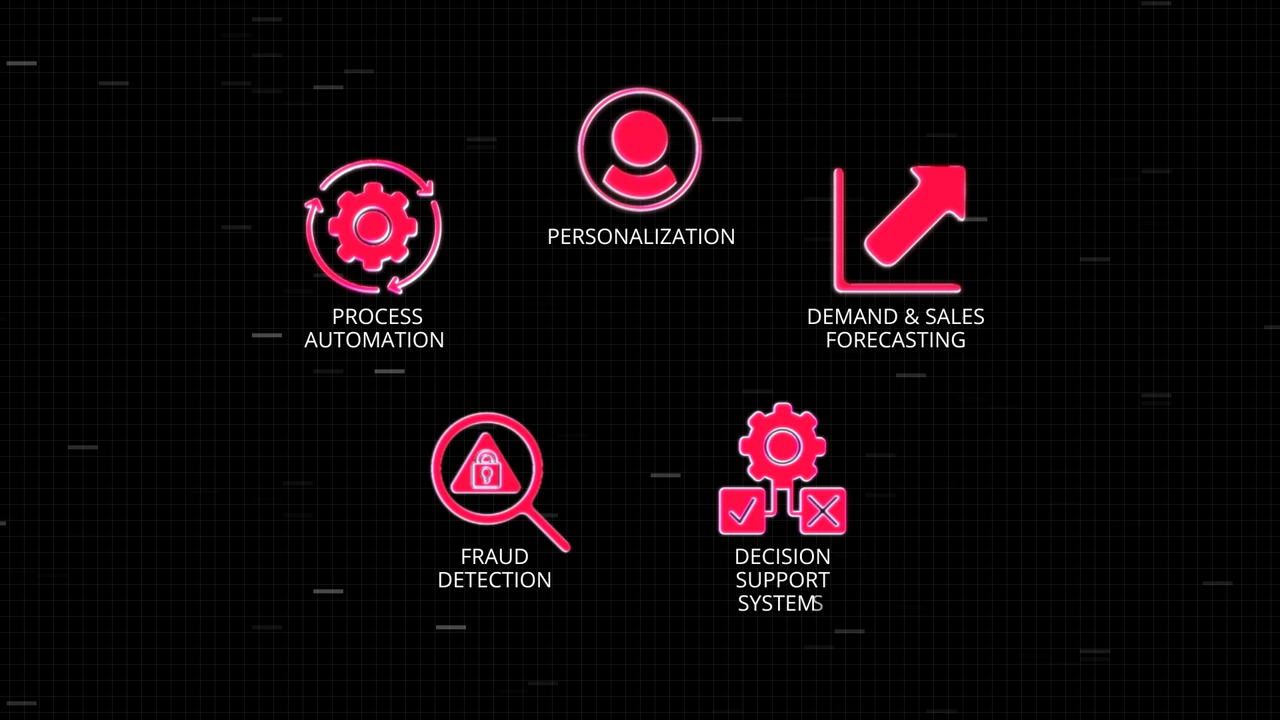 PERSONALIZATION
PROCESS
AUTOMATION
DEMAND & SALES
FORECASTING
FRAUD
DETECTION
DECISION
SUPPORT
SYSTEMS